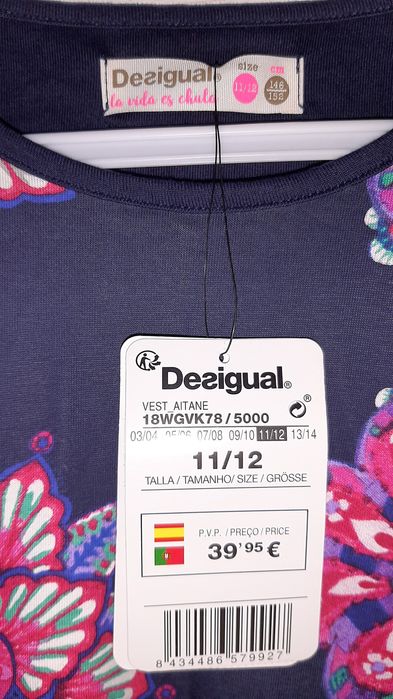 Desigual.
la vida es chula
size
11/12
cm
146
152
Desigual®
VEST_AITANE
18WGVK78/5000
®
03/04 05/06 07/08 09/10 11/12 13/14
11/12
TALLA / TAMANHO/ SIZE / GRÖSSE
P.V.P. / PREÇO / PRICE
39'95 €
8 434486 579927